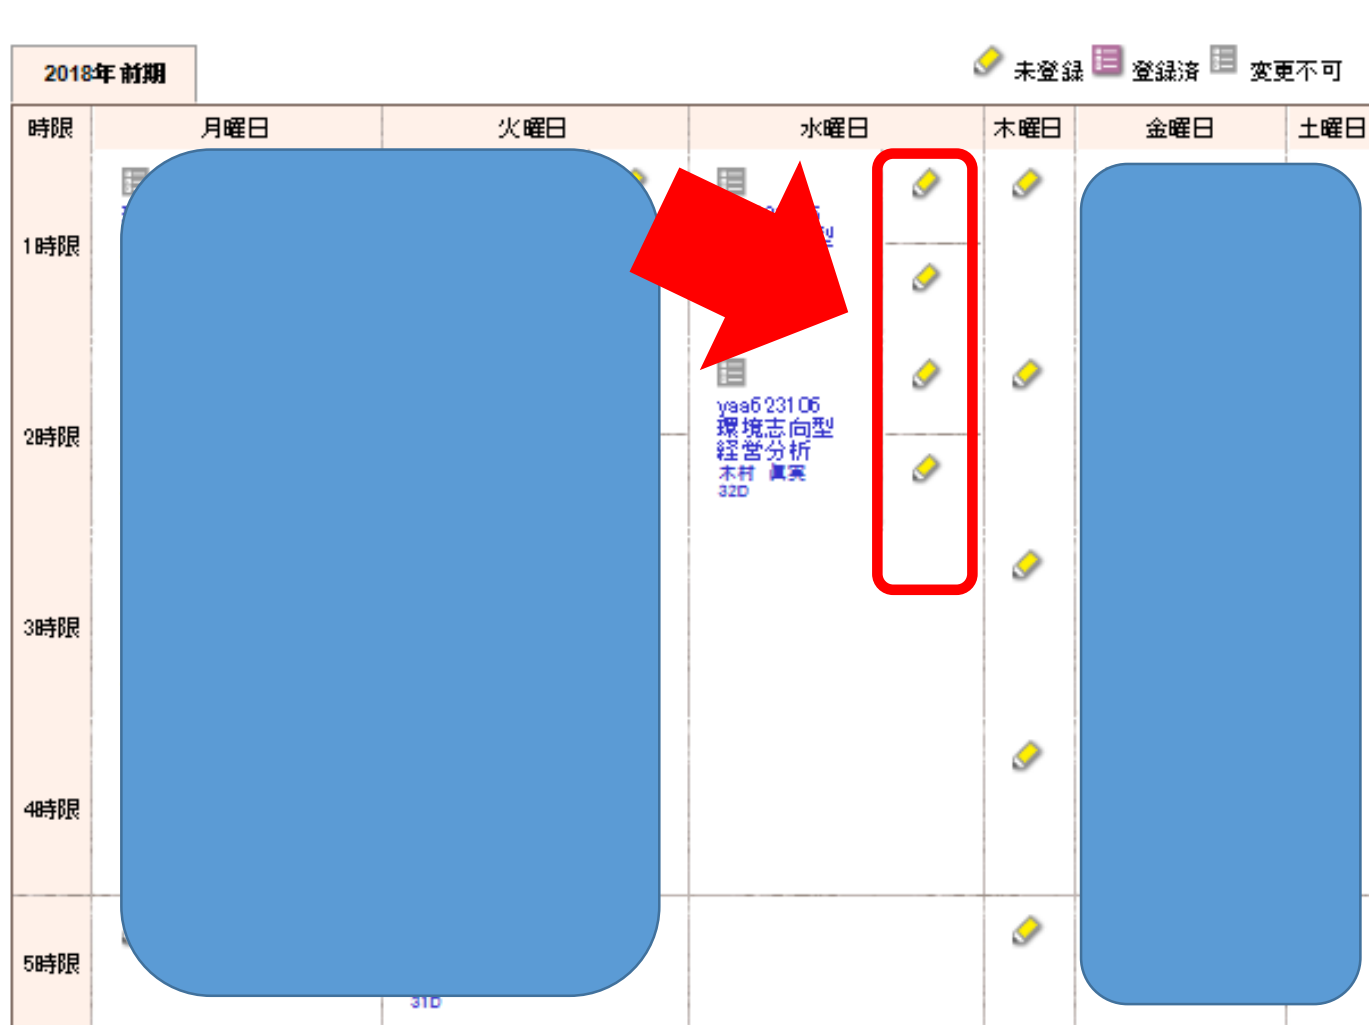 2018年 前期
未登録 登録済 変更不可
時限 月曜日 火曜日 水曜日 木曜日 金曜日 土曜日
1時限
型
2時限
yaa623106
環境志向型
経営分析
木村 眞実
32D
3時限
4時限
5時限
31D